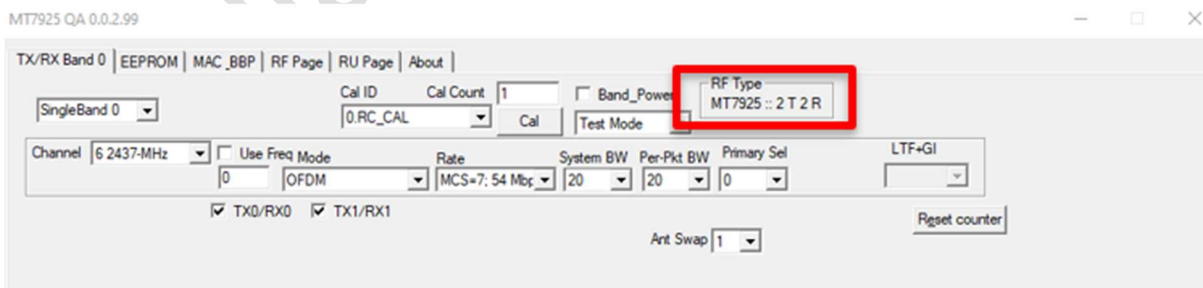 MT7925 QA 0.0.2.99
TX/RX Band 0 EEPROM MAC_BBP RF Page RU Page About
Cal ID Cal Count 1 Band_Power RF Type
SingleBand 0 0.RC_CAL Cal Test Mode MT7925 :: 2 T 2 R
Channel 6 2437-MHz Use Freq Mode Rate System BW Per-Pkt BW Primary Sel LTF+GI
0 OFDM MCS=7; 54 Mbp 20 20 0
TX0/RX0 TX1/RX1 Reset counter
Ant Swap 1